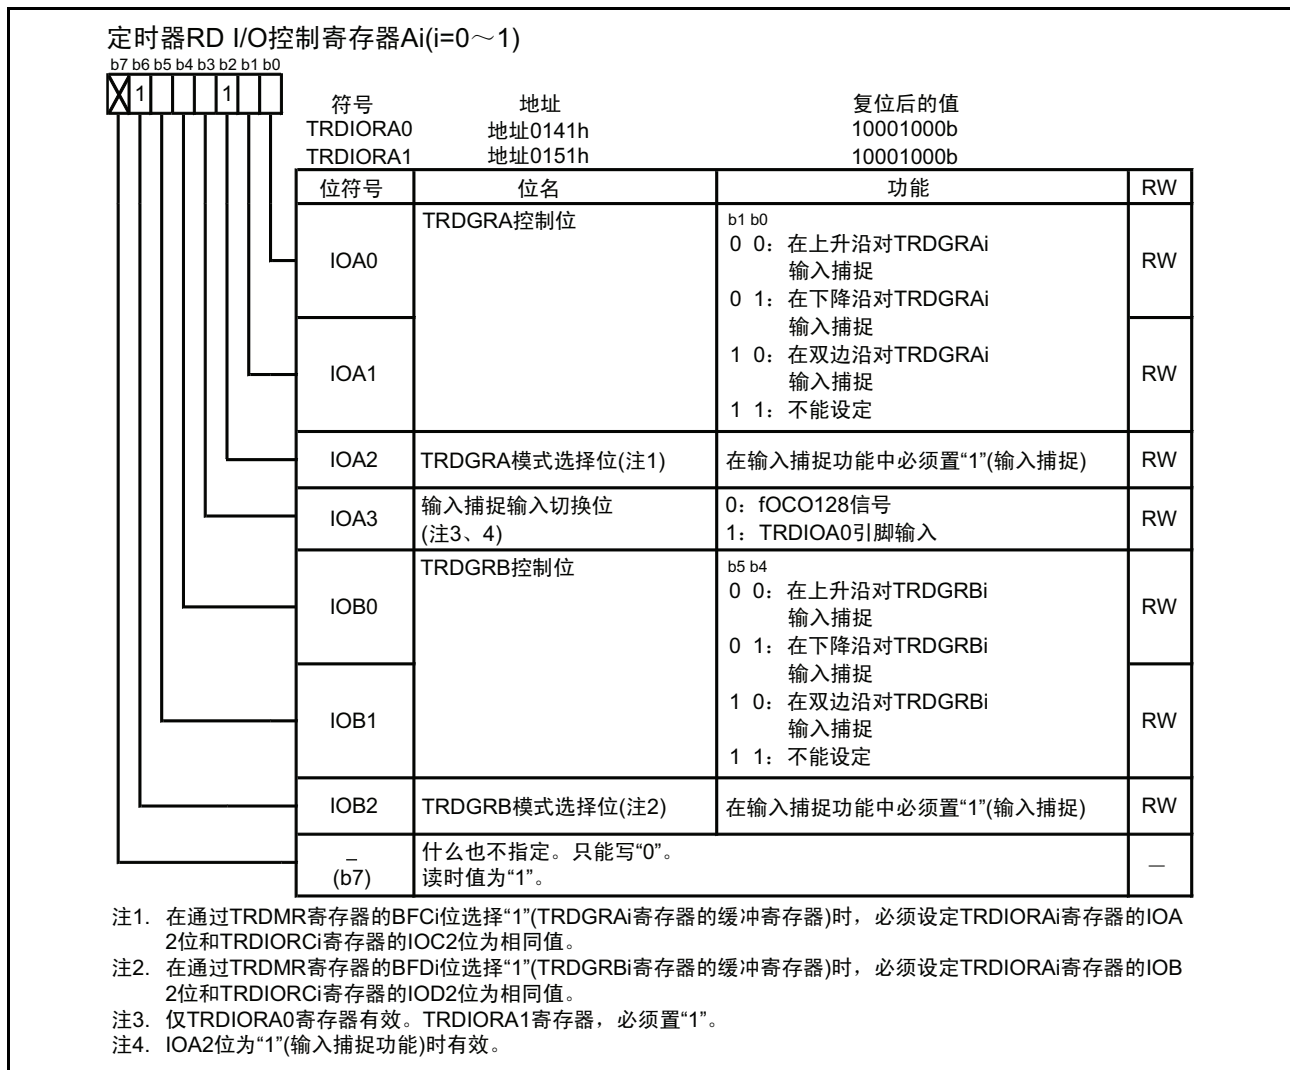 定时器RD I/O控制寄存器Ai(i=0～1)
b7 b6 b5 b4 b3 b2 b1 b0
1 1
符号 地址 复位后的值
TRDIORA0 地址0141h 10001000b
TRDIORA1 地址0151h 10001000b
位符号 位名 功能 RW
IOA0 TRDGRA控制位 b1 b0 RW
0 0：在上升沿对TRDGRAi
输入捕捉
0 1：在下降沿对TRDGRAi
输入捕捉
IOA1 1 0：在双边沿对TRDGRAi RW
输入捕捉
1 1：不能设定
IOA2 TRDGRA模式选择位(注1) 在输入捕捉功能中必须置“1”(输入捕捉) RW
IOA3 输入捕捉输入切换位 0：fOCO128信号 RW
(注3、4) 1：TRDIOA0引脚输入
IOB0 TRDGRB控制位 b5 b4 RW
0 0：在上升沿对TRDGRBi
输入捕捉
0 1：在下降沿对TRDGRBi
输入捕捉
IOB1 1 0：在双边沿对TRDGRBi RW
输入捕捉
1 1：不能设定
IOB2 TRDGRB模式选择位(注2) 在输入捕捉功能中必须置“1”(输入捕捉) RW
– 什么也不指定。只能写“0”。 —
(b7) 读时值为“1”。
注1. 在通过TRDMR寄存器的BFCi位选择“1”(TRDGRAi寄存器的缓冲寄存器)时，必须设定TRDIORAi寄存器的IOA
2位和TRDIORCi寄存器的IOC2位为相同值。
注2. 在通过TRDMR寄存器的BFDi位选择“1”(TRDGRBi寄存器的缓冲寄存器)时，必须设定TRDIORAi寄存器的IOB
2位和TRDIORCi寄存器的IOD2位为相同值。
注3. 仅TRDIORA0寄存器有效。TRDIORA1寄存器，必须置“1”。
注4. IOA2位为“1”(输入捕捉功能)时有效。